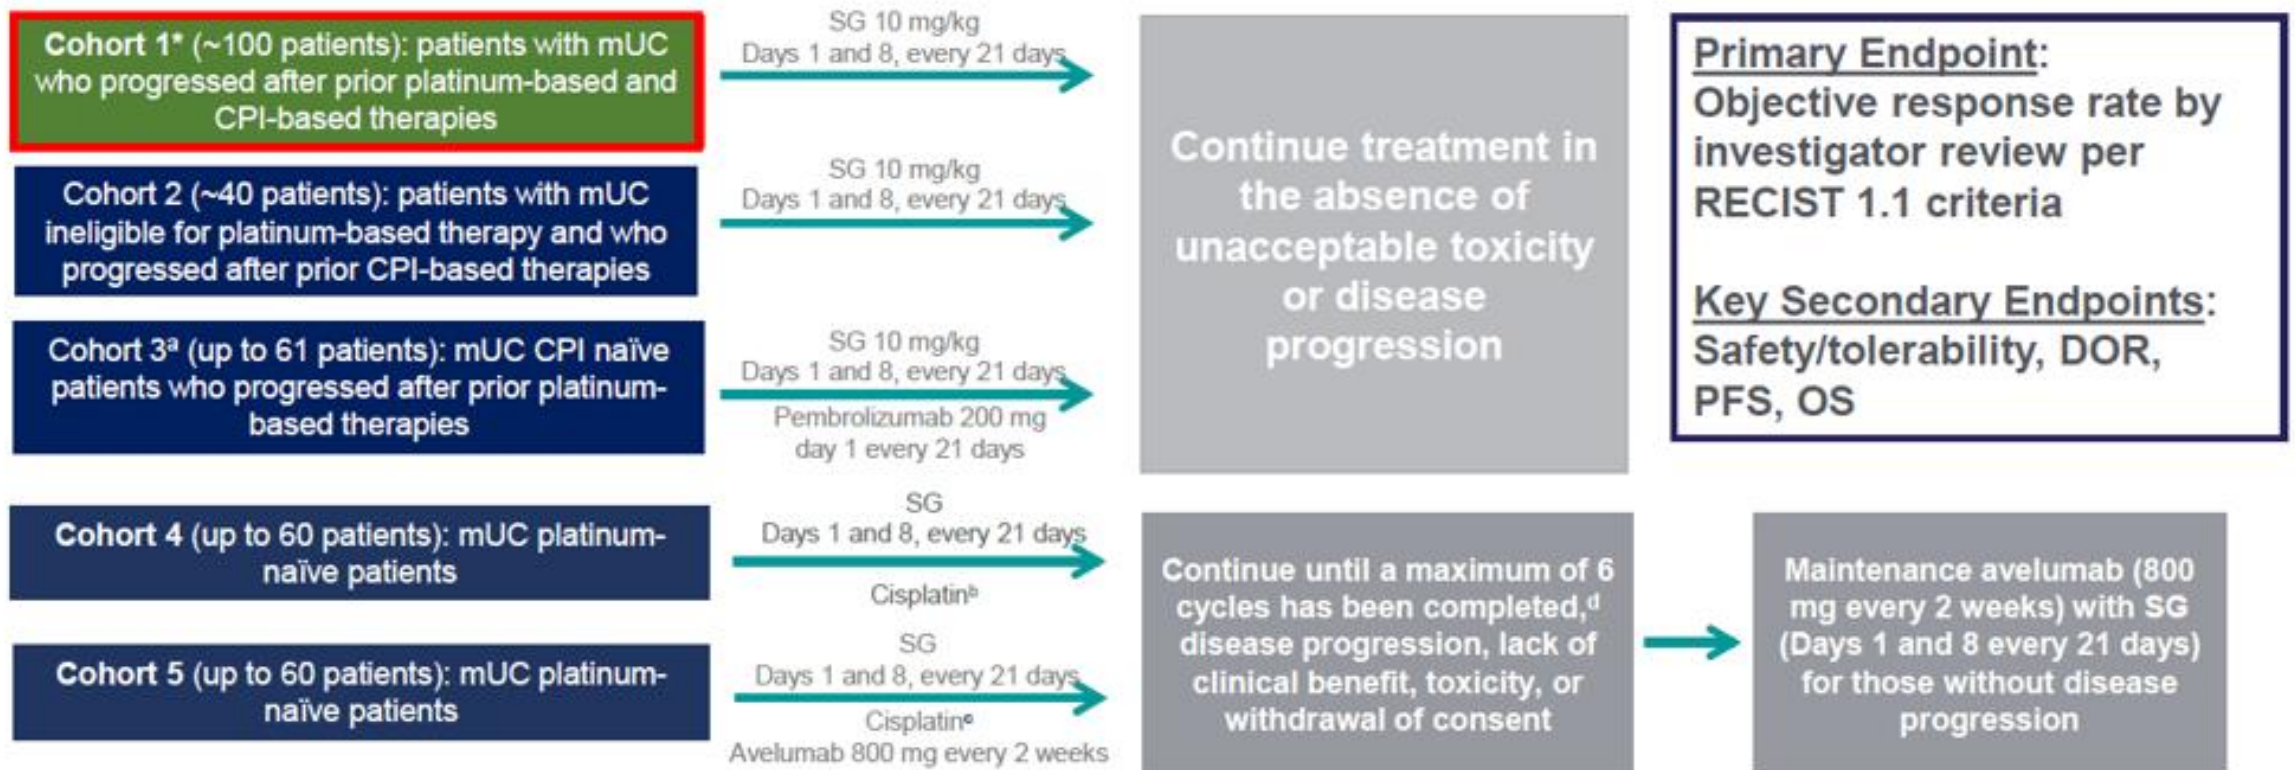 Cohort 1* (~100 patients): patients with mUC
who progressed after prior platinum-based and
CPI-based therapies
SG 10 mg/kg
Days 1 and 8, every 21 days
Cohort 2 (~40 patients): patients with mUC
ineligible for platinum-based therapy and who
progressed after prior CPI-based therapies
SG 10 mg/kg
Days 1 and 8, every 21 days
Cohort 3ª (up to 61 patients): mUC CPI naïve
patients who progressed after prior platinum-
based therapies
SG 10 mg/kg
Days 1 and 8, every 21 days
Pembrolizumab 200 mg
day 1 every 21 days
Continue treatment in
the absence of
unacceptable toxicity
or disease
progression
Primary Endpoint:
Objective response rate by
investigator review per
RECIST 1.1 criteria
Key Secondary Endpoints:
Safety/tolerability, DOR,
PFS, OS
Cohort 4 (up to 60 patients): mUC platinum-
naïve patients
SG
Days 1 and 8, every 21 days
Cisplatinᵇ
Cohort 5 (up to 60 patients): mUC platinum-
naïve patients
SG
Days 1 and 8, every 21 days
Cisplatinᶜ
Avelumab 800 mg every 2 weeks
Continue until a maximum of 6
cycles has been completed,ᵈ
disease progression, lack of
clinical benefit, toxicity, or
withdrawal of consent
Maintenance avelumab (800
mg every 2 weeks) with SG
(Days 1 and 8 every 21 days)
for those without disease
progression